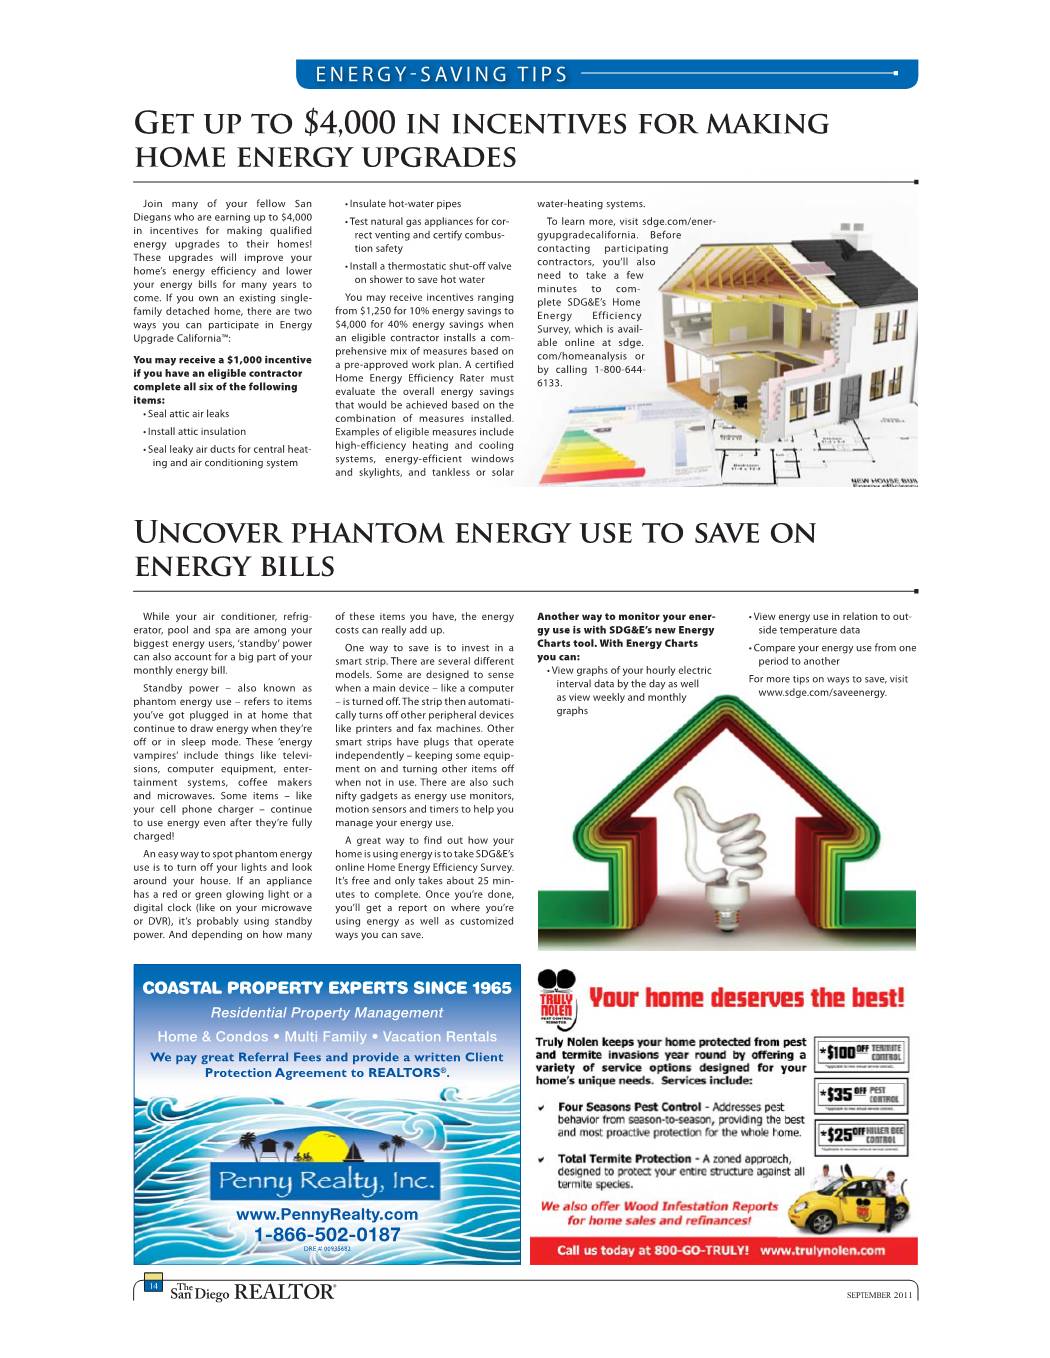 ENERGY-SAVING TIPS
Get up to $4,000 in incentives for making
home energy upgrades
Join many of your fellow San
Diegans who are earning up to $4,000
in incentives for making qualified
energy upgrades to their homes!
These upgrades will improve your
home's energy efficiency and lower
your energy bills for many years to
come. If you own an existing single-
family detached home, there are two
ways you can participate in Energy
Upgrade California™:
You may receive a $1,000 incentive
if you have an eligible contractor
complete all six of the following
items:
• Seal attic air leaks
• Install attic insulation
• Seal leaky air ducts for central heat-
ing and air conditioning system
• Insulate hot-water pipes
• Test natural gas appliances for cor-
rect venting and certify combus-
tion safety
• Install a thermostatic shut-off valve
on shower to save hot water
You may receive incentives ranging
from $1,250 for 10% energy savings to
$4,000 for 40% energy savings when
an eligible contractor installs a com-
prehensive mix of measures based on
a pre-approved work plan. A certified
Home Energy Efficiency Rater must
evaluate the overall energy savings
that would be achieved based on the
combination of measures installed.
Examples of eligible measures include
high-efficiency heating and cooling
systems, energy-efficient windows
and skylights, and tankless or solar
water-heating systems.
To learn more, visit sdge.com/ener-
gyupgradecalifornia. Before
contacting participating
contractors, you'll also
need to take a few
minutes to com-
plete SDG&E's Home
Energy Efficiency
Survey, which is avail-
able online at sdge.
com/homeanalysis or
by calling 1-800-644-
6133.
NEW HOUSE BUI
Uncover phantom energy use to save on
energy bills
While your air conditioner, refrig-
erator, pool and spa are among your
biggest energy users, 'standby' power
can also account for a big part of your
monthly energy bill.
Standby power – also known as
phantom energy use – refers to items
you've got plugged in at home that
continue to draw energy when they're
off or in sleep mode. These 'energy
vampires' include things like televi-
sions, computer equipment, enter-
tainment systems, coffee makers
and microwaves. Some items – like
your cell phone charger – continue
to use energy even after they're fully
charged!
An easy way to spot phantom energy
use is to turn off your lights and look
around your house. If an appliance
has a red or green glowing light or a
digital clock (like on your microwave
or DVR), it's probably using standby
power. And depending on how many
of these items you have, the energy
costs can really add up.
One way to save is to invest in a
smart strip. There are several different
models. Some are designed to sense
when a main device – like a computer
– is turned off. The strip then automati-
cally turns off other peripheral devices
like printers and fax machines. Other
smart strips have plugs that operate
independently – keeping some equip-
ment on and turning other items off
when not in use. There are also such
nifty gadgets as energy use monitors,
motion sensors and timers to help you
manage your energy use.
A great way to find out how your
home is using energy is to take SDG&E's
online Home Energy Efficiency Survey.
It's free and only takes about 25 min-
utes to complete. Once you're done,
you'll get a report on where you're
using energy as well as customized
ways you can save.
Another way to monitor your ener-
gy use is with SDG&E's new Energy
Charts tool. With Energy Charts
you can:
• View graphs of your hourly electric
interval data by the day as well
as view weekly and monthly
graphs
• View energy use in relation to out-
side temperature data
• Compare your energy use from one
period to another
For more tips on ways to save, visit
www.sdge.com/saveenergy.
COASTAL PROPERTY EXPERTS SINCE 1965
Residential Property Management
Home & Condos • Multi Family • Vacation Rentals
We pay great Referral Fees and provide a written Client
Protection Agreement to REALTORS®.
Penny Realty, Inc.
www.PennyRealty.com
1-866-502-0187
DRE # 00935682
TRULY
NOLEN
PEST CONTROL
TERMITES
Your home deserves the best!
Truly Nolen keeps your home protected from pest
and termite invasions year round by offering a
variety of service options designed for your
home's unique needs. Services include:
✓ Four Seasons Pest Control - Addresses pest
behavior from season-to-season, providing the best
and most proactive protection for the whole home.
✓ Total Termite Protection - A zoned approach,
designed to protect your entire structure against all
termite species.
We also offer Wood Infestation Reports
for home sales and refinances!
*$100 OFF TERMITE CONTROL
*$35 OFF PEST CONTROL
*$25 OFF KILLER BEE CONTROL
Call us today at 800-GO-TRULY! www.trulynolen.com
14
The San Diego REALTOR®
SEPTEMBER 2011